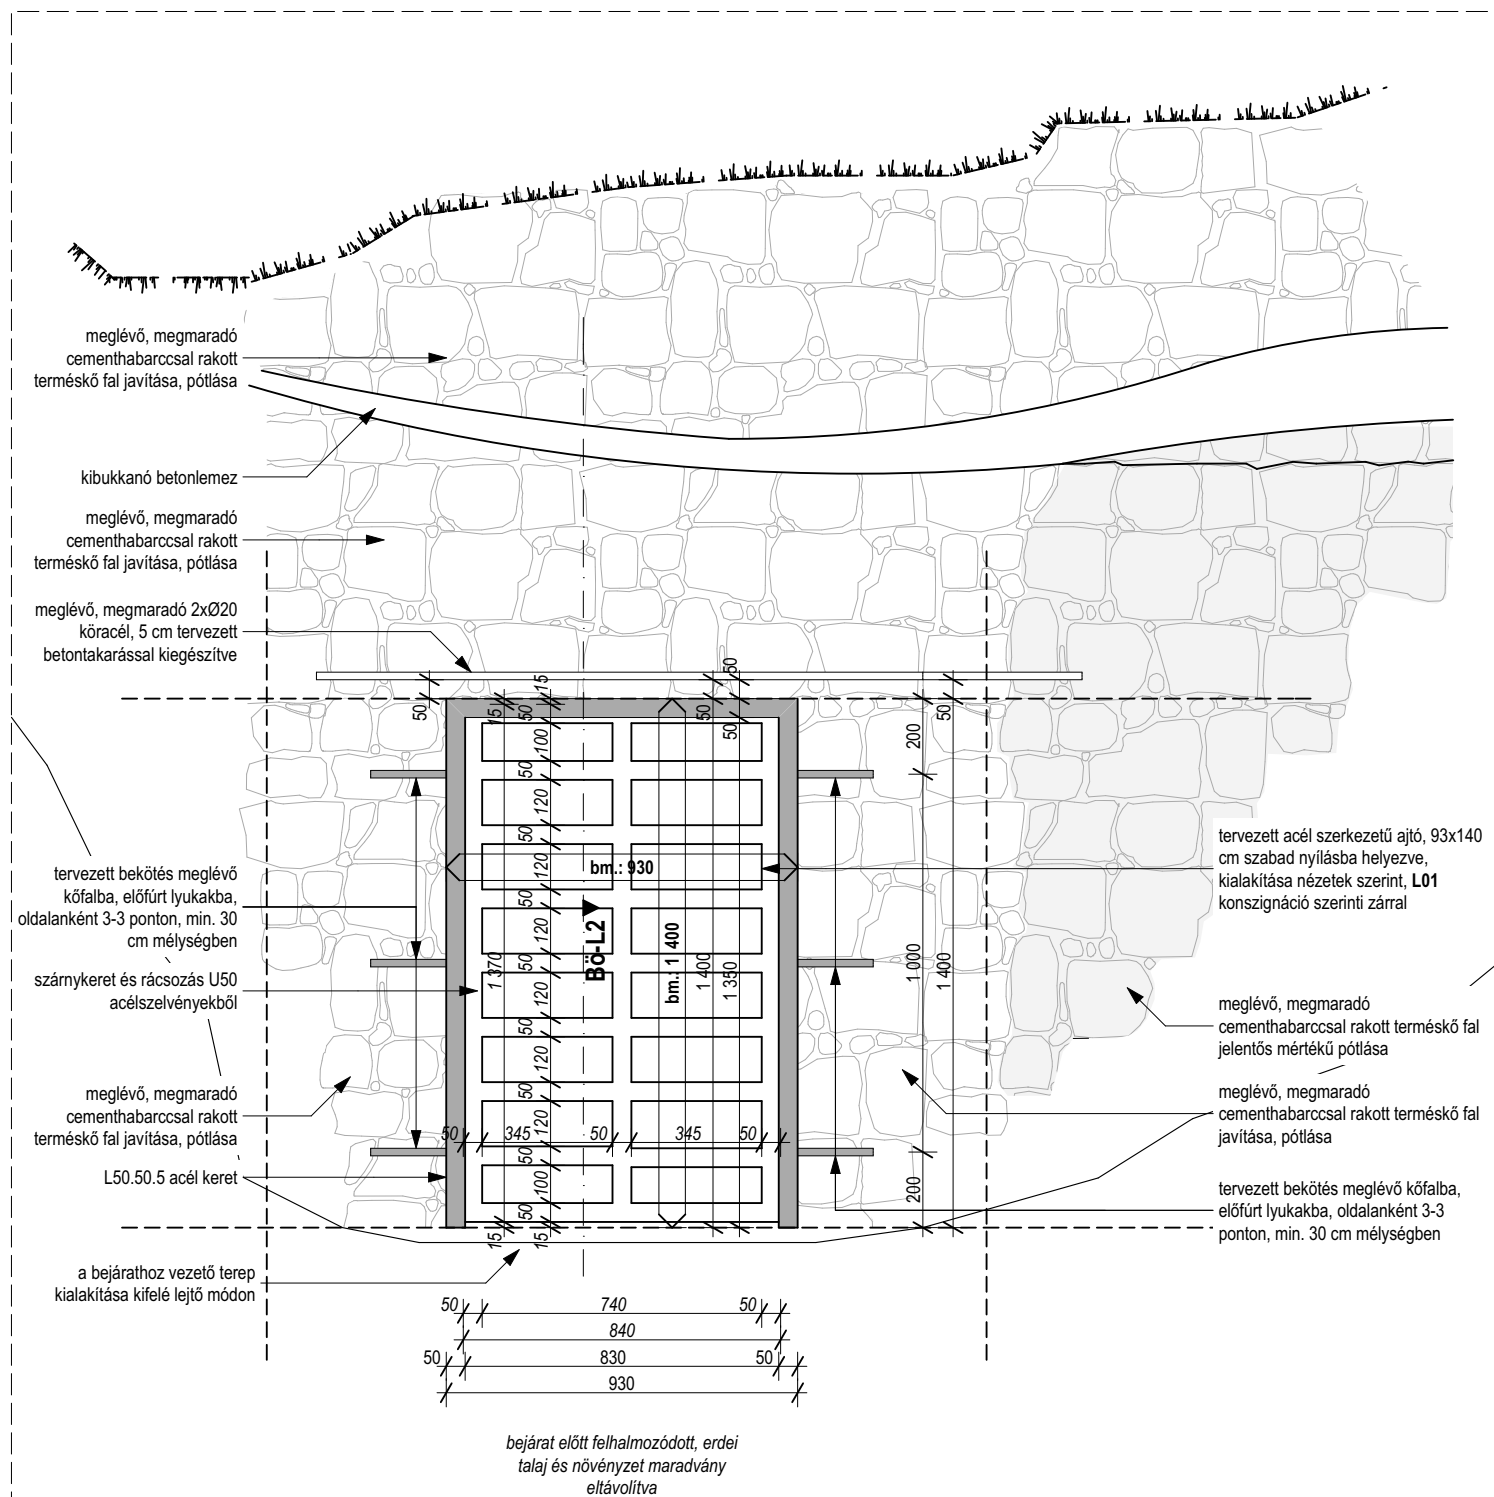 meglévő, megmaradó
cementhabarccsal rakott
terméskő fal javítása, pótlása
kibukkanó betonlemez
meglévő, megmaradó
cementhabarccsal rakott
terméskő fal javítása, pótlása
meglévő, megmaradó 2xØ20
köracél, 5 cm tervezett
betontakarással kiegészítve
tervezett bekötés meglévő
kőfalba, előfúrt lyukakba,
oldalanként 3-3 ponton, min. 30
cm mélységben
szárnykeret és rácsozás U50
acélszelvényekből
meglévő, megmaradó
cementhabarccsal rakott
terméskő fal javítása, pótlása
L50.50.5 acél keret
a bejárathoz vezető terep
kialakítása kifelé lejtő módon
50
15
1 370
15
15
50
100
50
120
50
120
50
120
50
120
50
120
50
120
50
100
50
15
bm.: 930
Bö-L2
bm.: 1 400
50
1 400
50
50
1 350
200
1 000
200
50
1 400
50
345
50
345
50
50
740
50
840
50
830
50
930
tervezett acél szerkezetű ajtó, 93x140
cm szabad nyílásba helyezve,
kialakítása nézetek szerint, L01
konszignáció szerinti zárral
meglévő, megmaradó
cementhabarccsal rakott terméskő fal
jelentős mértékű pótlása
meglévő, megmaradó
cementhabarccsal rakott terméskő fal
javítása, pótlása
tervezett bekötés meglévő kőfalba,
előfúrt lyukakba, oldalanként 3-3
ponton, min. 30 cm mélységben
bejárat előtt felhalmozódott, erdei
talaj és növényzet maradvány
eltávolítva